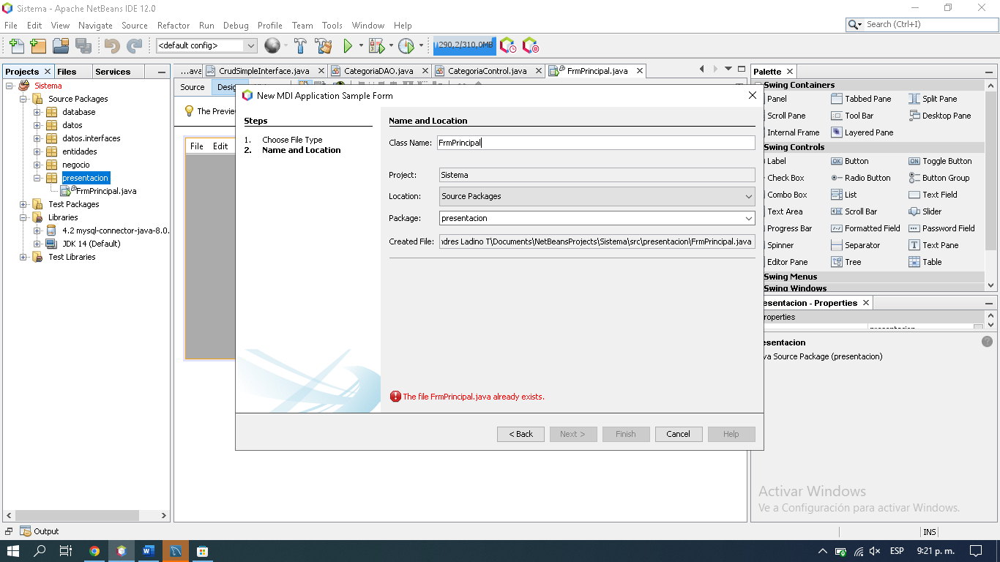 Sistema - Apache NetBeans IDE 12.0
File Edit View Navigate Source Refactor Run Debug Profile Team Tools Window Help
Search (Ctrl+I)
<default config>
290,2/310,0MB
Projects Files Services
Sistema
Source Packages
database
datos
datos.interfaces
entidades
negocio
presentacion
FrmPrincipal.java
Test Packages
Libraries
4.2 mysql-connector-java-8.0.
JDK 14 (Default)
Test Libraries
...ava CrudSimpleInterface.java CategoriaDAO.java CategoriaControl.java FrmPrincipal.java
Source Desig
The Previe
File Edit
New MDI Application Sample Form
Steps
1. Choose File Type
2. Name and Location
Name and Location
Class Name: FrmPrincipal
Project: Sistema
Location: Source Packages
Package: presentacion
Created File: dres Ladino T\Documents\NetBeansProjects\Sistema\src\presentacion\FrmPrincipal.java
The file FrmPrincipal.java already exists.
< Back Next > Finish Cancel Help
Palette
Swing Containers
Panel Tabbed Pane Split Pane
Scroll Pane Tool Bar Desktop Pane
Internal Frame Layered Pane
Swing Controls
Label OK Button ON Toggle Button
Check Box Radio Button Button Group
Combo Box List Text Field
Text Area Scroll Bar Slider
Progress Bar Formatted Field Password Field
Spinner Separator Text Pane
Editor Pane Tree Table
Swing Menus
Swing Windows
esentacion - Properties
roperties
esentacion
va Source Package (presentacion)
Activar Windows
Ve a Configuración para activar Windows.
Output
INS
ESP 9:21 p. m.